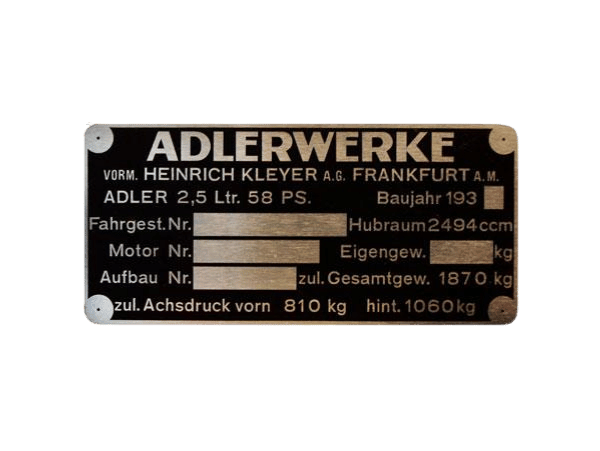 ADLERWERKE
VORM. HEINRICH KLEYER A.G. FRANKFURT A.M.
ADLER 2,5 Ltr. 58 PS. Baujahr 193
Fahrgest. Nr. Hubraum 2494 ccm
Motor Nr. Eigengew. kg
Aufbau Nr. zul. Gesamtgew. 1870 kg
zul. Achsdruck vorn 810 kg hint. 1060 kg